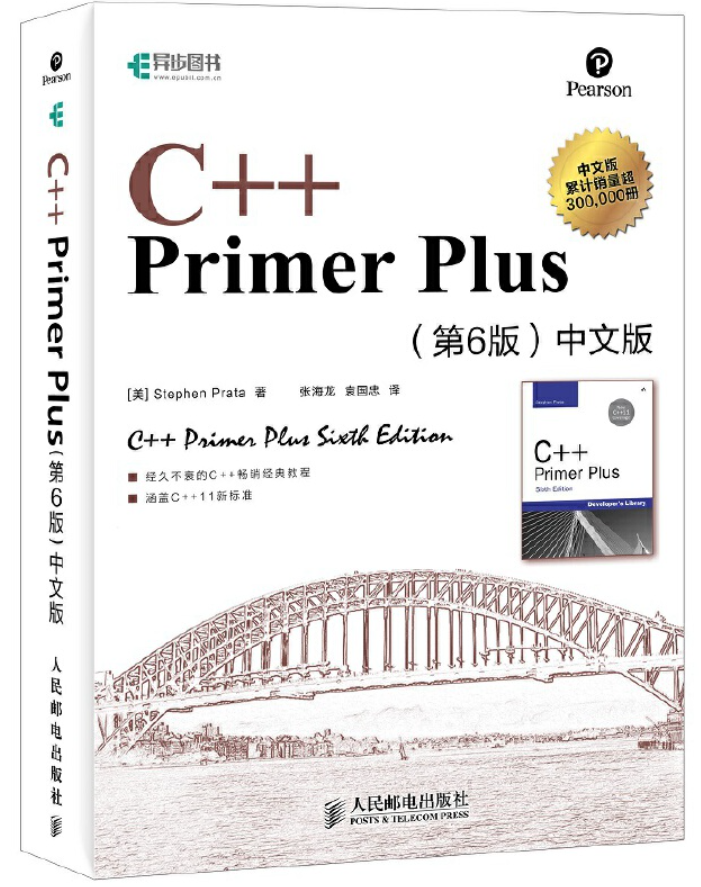 Pearson
C++ Primer Plus(第6版)中文版
人民邮电出版社
异步图书
www.epubit.com.cn
Pearson
中文版
累计销量超
300,000册
C++
Primer Plus
(第6版)中文版
[美] Stephen Prata 著 张海龙 袁国忠 译
C++ Primer Plus Sixth Edition
■ 经久不衰的C++畅销经典教程
■ 涵盖C++11新标准
Stephen Prata
C++11
C++
Primer Plus
Sixth Edition
Developer's Library
人民邮电出版社
POSTS & TELECOM PRESS